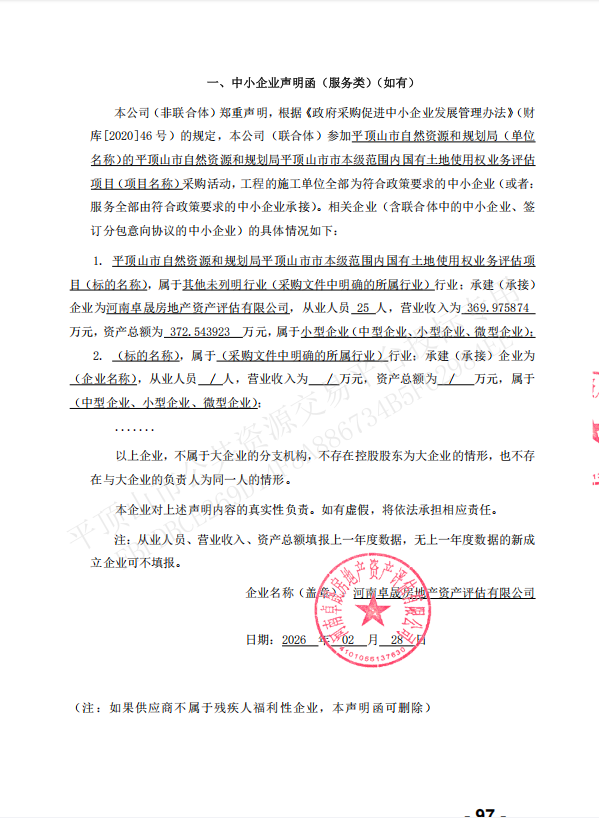 一、中小企业声明函（服务类）（如有）
本公司（非联合体）郑重声明，根据《政府采购促进中小企业发展管理办法》（财
库[2020]46 号）的规定，本公司（联合体）参加平顶山市自然资源和规划局（单位
名称）的平顶山市自然资源和规划局平顶山市市本级范围内国有土地使用权业务评估
项目（项目名称）采购活动，工程的施工单位全部为符合政策要求的中小企业（或者：
服务全部由符合政策要求的中小企业承接）。相关企业（含联合体中的中小企业、签
订分包意向协议的中小企业）的具体情况如下：
1. 平顶山市自然资源和规划局平顶山市市本级范围内国有土地使用权业务评估项
目（标的名称），属于其他未列明行业（采购文件中明确的所属行业）行业；承建（承接）
企业为河南卓晟房地产资产评估有限公司，从业人员 25 人，营业收入为 369.975874
万元，资产总额为 372.543923 万元，属于小型企业（中型企业、小型企业、微型企业）；
2. （标的名称），属于（采购文件中明确的所属行业）行业；承建（承接）企业为
（企业名称），从业人员 / 人，营业收入为 / 万元，资产总额为 / 万元，属于
（中型企业、小型企业、微型企业）；
.......
以上企业，不属于大企业的分支机构，不存在控股股东为大企业的情形，也不存
在与大企业的负责人为同一人的情形。
本企业对上述声明内容的真实性负责。如有虚假，将依法承担相应责任。
注：从业人员、营业收入、资产总额填报上一年度数据，无上一年度数据的新成
立企业可不填报。
企业名称（盖章）：河南卓晟房地产资产评估有限公司
河南卓晟房地产资产评估有限公司
4101055137630
日期：2026 年 02 月 28 日
（注：如果供应商不属于残疾人福利性企业，本声明函可删除）
- 97 -